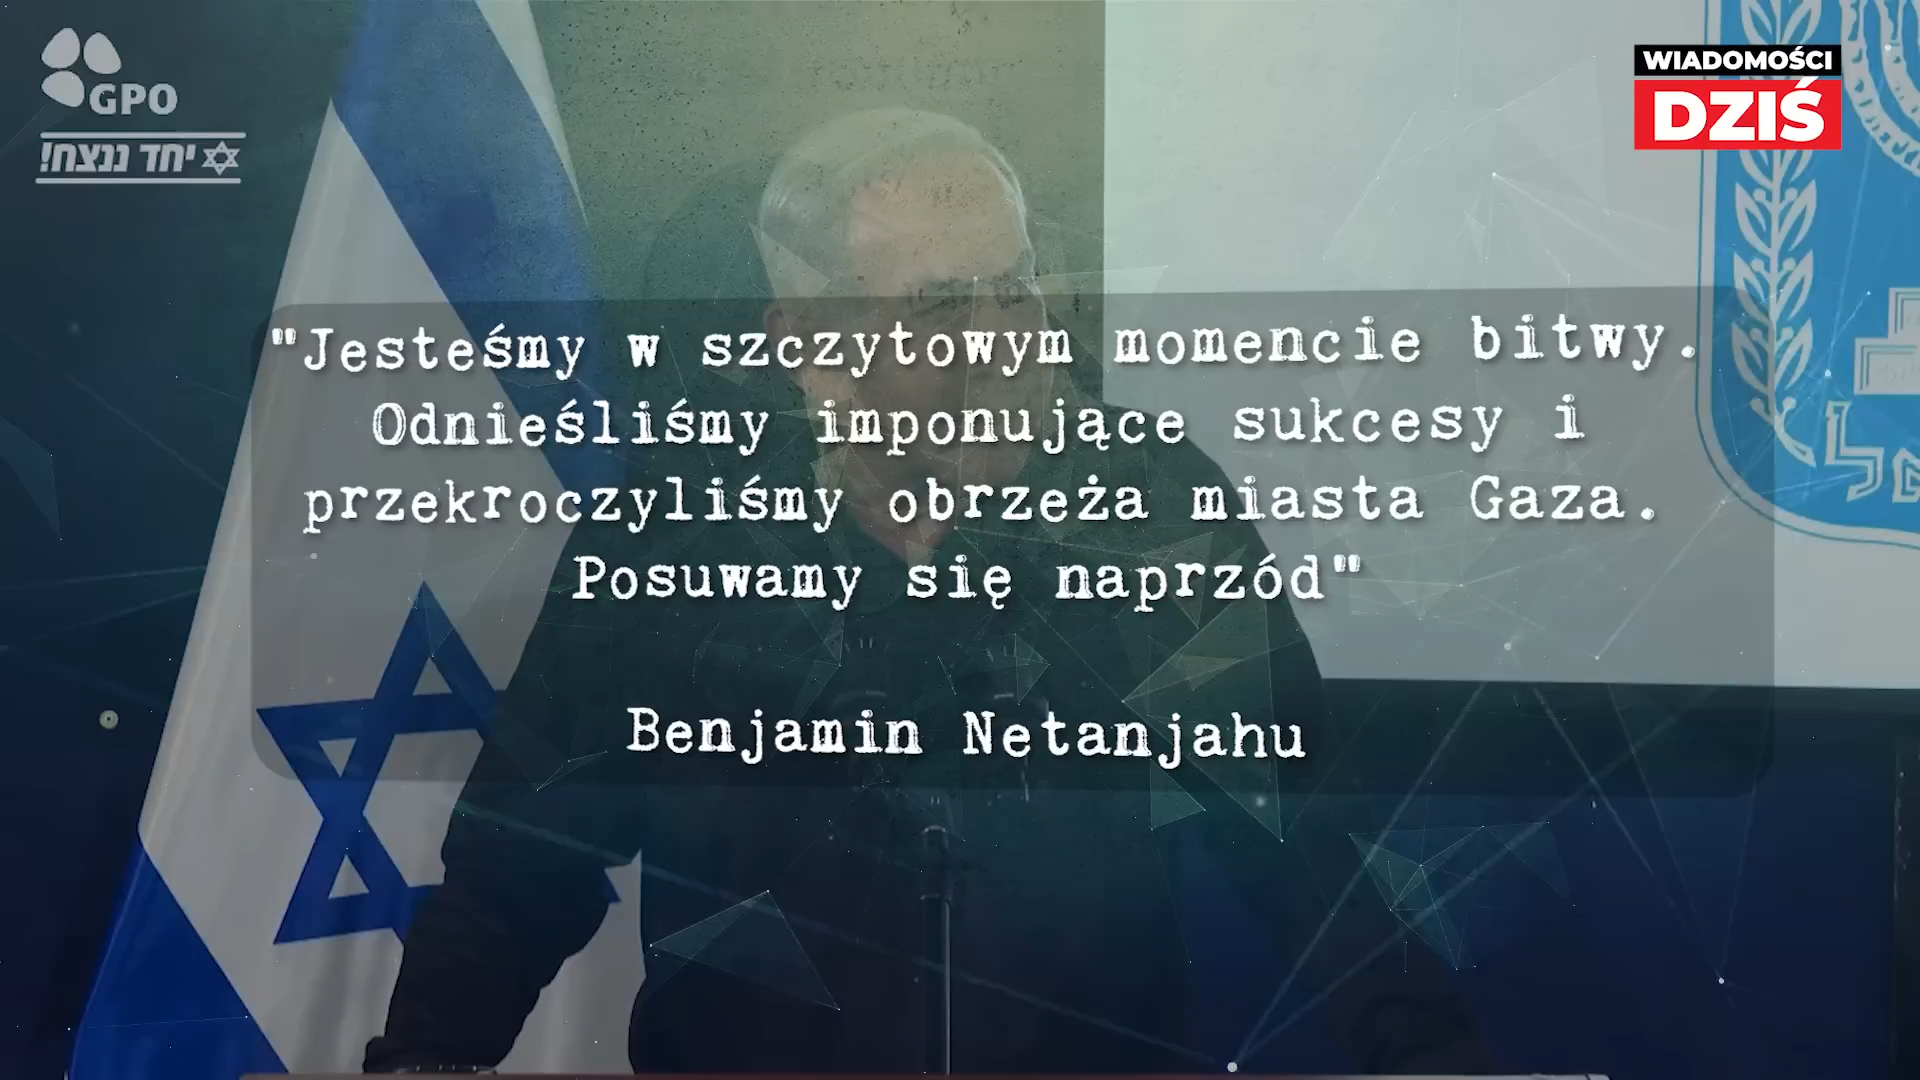 GPO
יחד ננצח!
WIADOMOŚCI
DZIŚ
"Jesteśmy w szczytowym momencie bitwy.
Odnieśliśmy imponujące sukcesy i
przekroczyliśmy obrzeża miasta Gaza.
Posuwamy się naprzód"
Benjamin Netanjahu